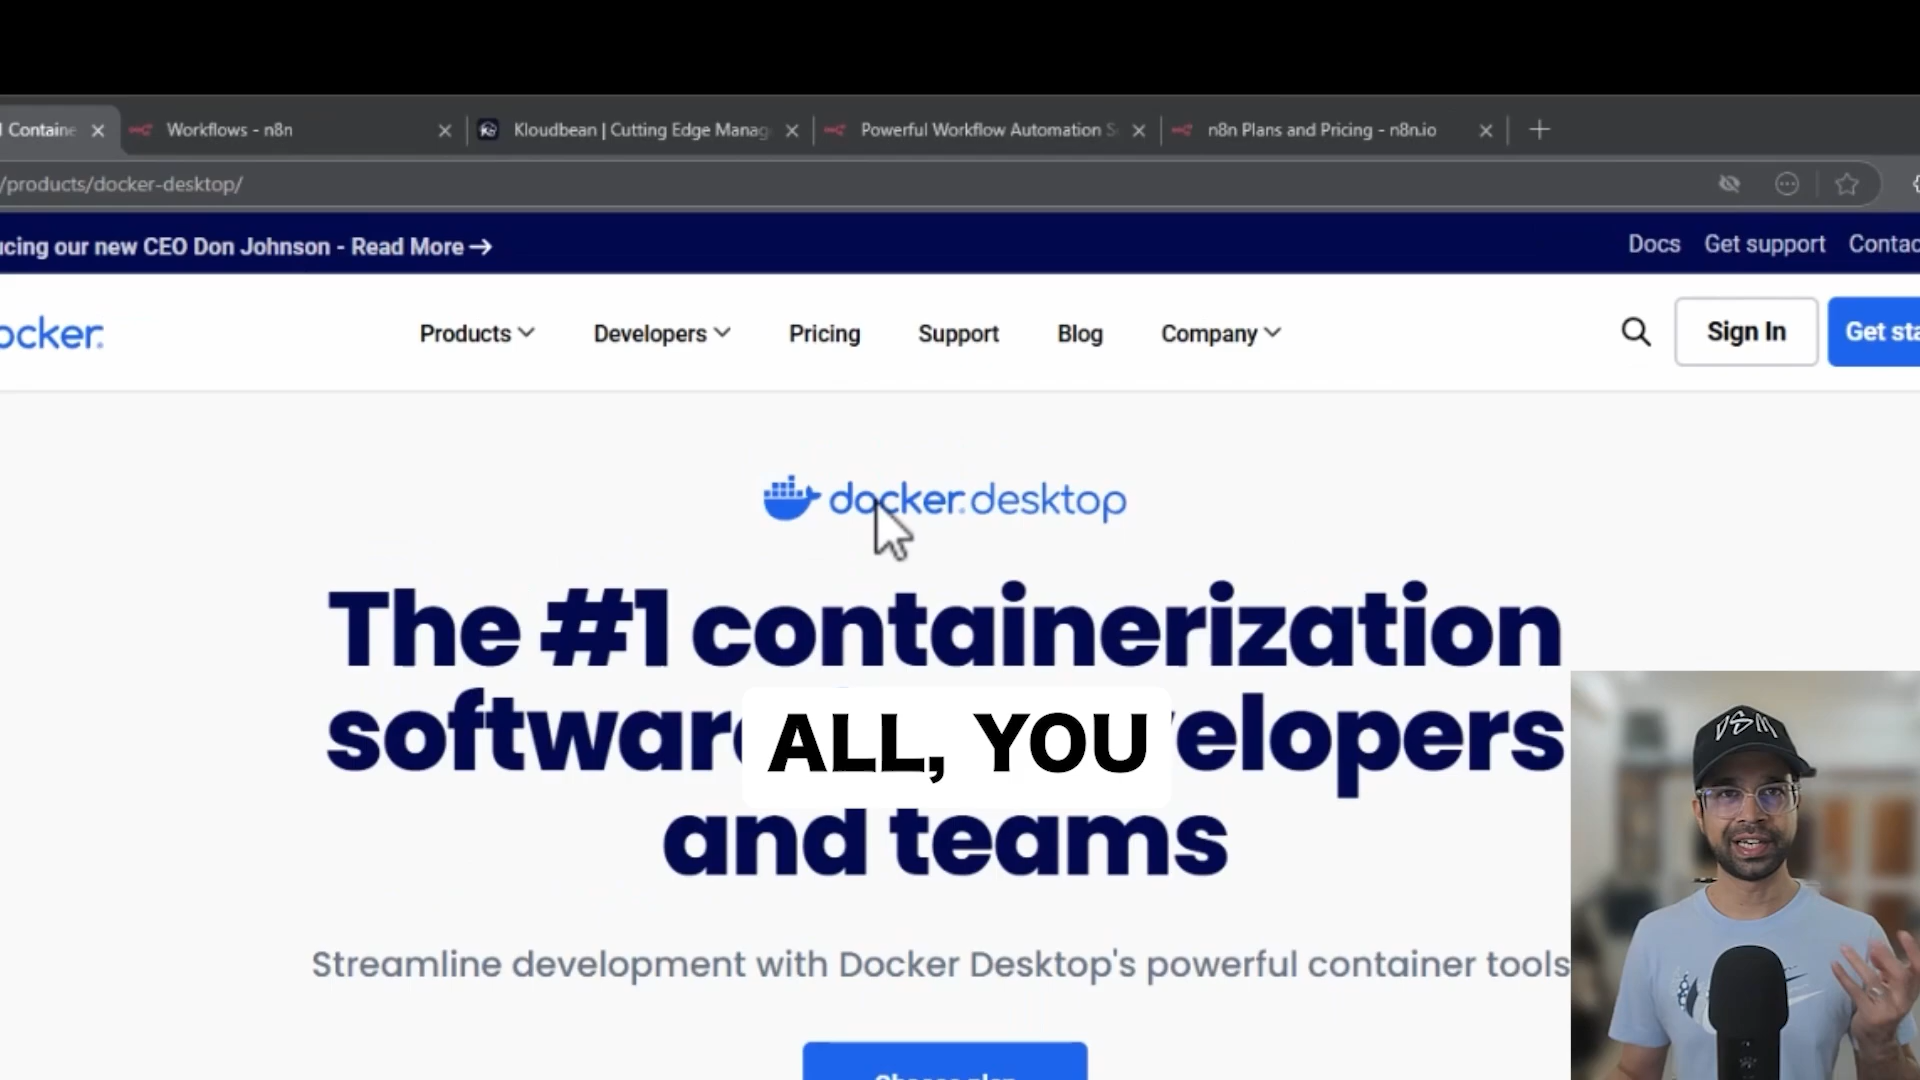 Containe
Workflows - n8n
Kloudbean | Cutting Edge Manag
Powerful Workflow Automation S
n8n Plans and Pricing - n8n.io
/products/docker-desktop/
ucing our new CEO Don Johnson - Read More →
Docs
Get support
Contac
ocker.
Products
Developers
Pricing
Support
Blog
Company
Sign In
Get sta
docker.desktop
The #1 containerization
softwar
velopers
ALL, YOU
and teams
Streamline development with Docker Desktop's powerful container tools